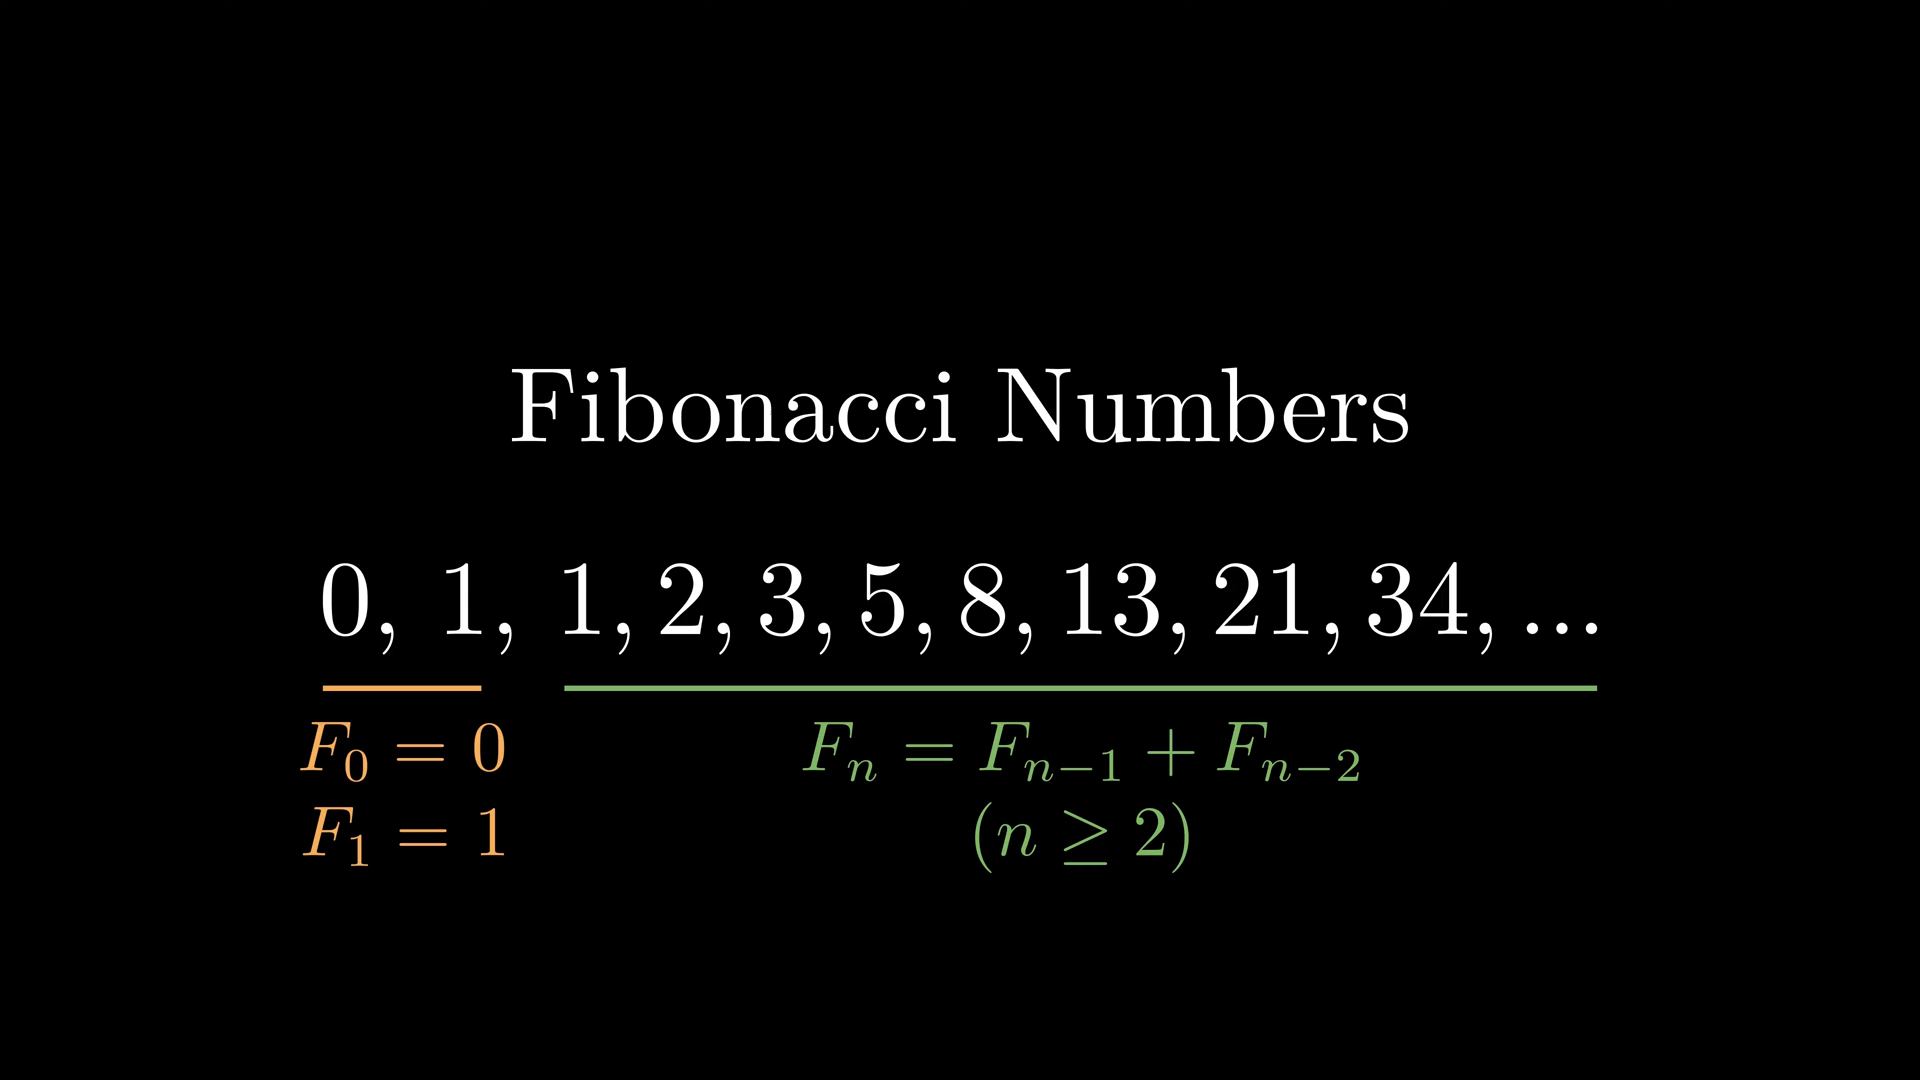 Fibonacci Numbers
0, 1, 1, 2, 3, 5, 8, 13, 21, 34, ...
F₀ = 0
Fₙ = Fₙ₋₁ + Fₙ₋₂
F₁ = 1
(n ≥ 2)